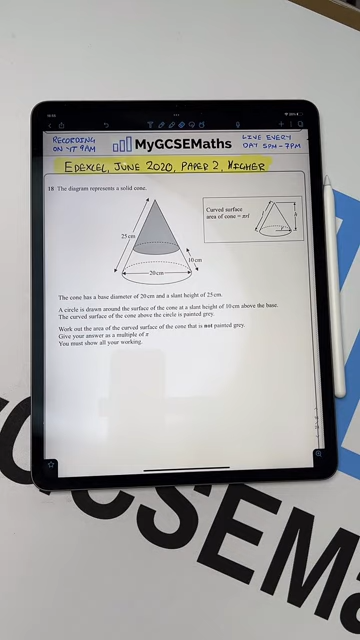 RECORDING ON YT 9AM
MyGCSEMaths
LIVE EVERY DAY 5PM-7PM
EDEXCEL, JUNE 2020, PAPER 2, HIGHER
18 The diagram represents a solid cone.
25 cm
10 cm
20 cm
Curved surface
area of cone = πrl
l
h
r
The cone has a base diameter of 20 cm and a slant height of 25 cm.
A circle is drawn around the surface of the cone at a slant height of 10 cm above the base.
The curved surface of the cone above the circle is painted grey.
Work out the area of the curved surface of the cone that is not painted grey.
Give your answer as a multiple of π
You must show all your working.
GCSEMa